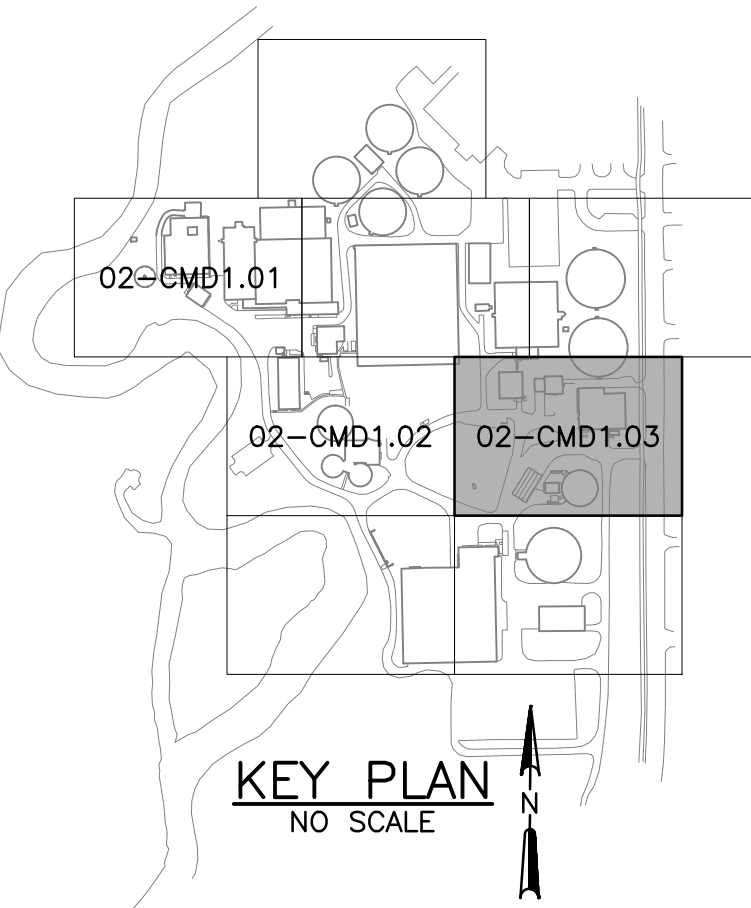 02-CMD1.01
02-CMD1.02
02-CMD1.03
KEY PLAN
NO SCALE
N